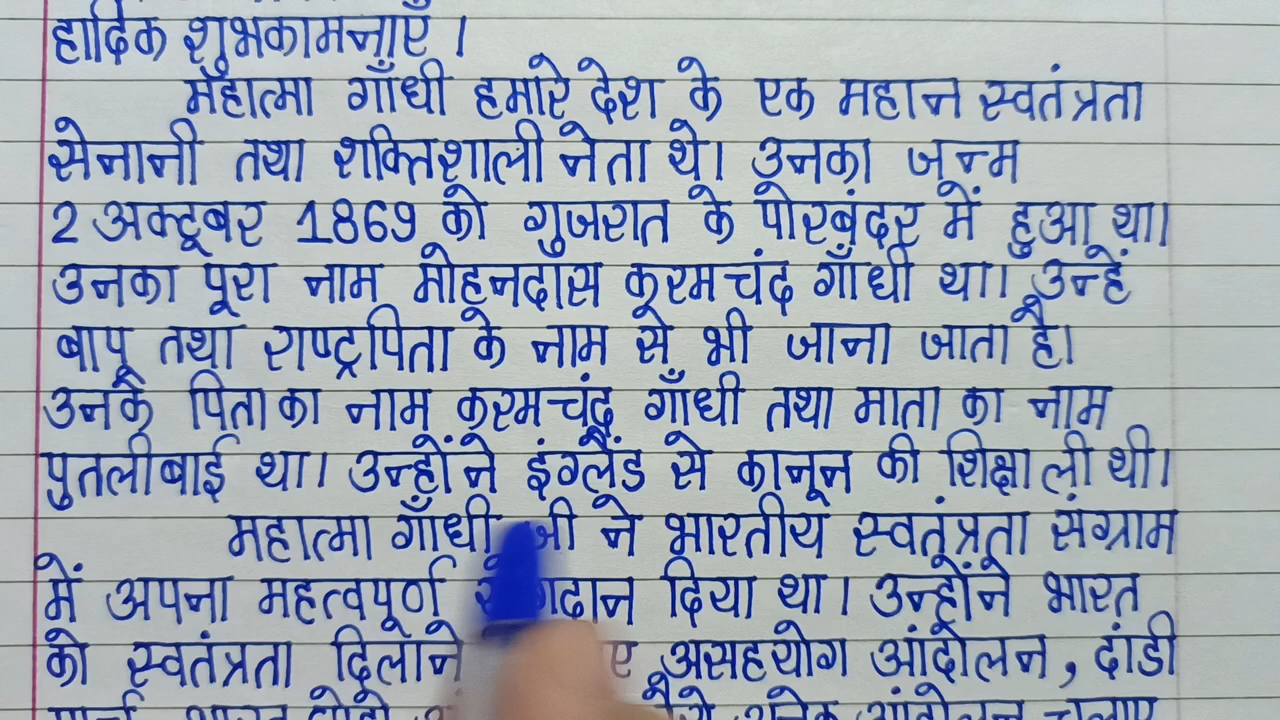 हार्दिक शुभकामनाएँ ।
महात्मा गाँधी हमारे देश के एक महान स्वतंत्रता
सेनानी तथा शक्तिशाली नेता थे। उनका जन्म
2 अक्टूबर 1869 को गुजरात के पोरबंदर में हुआ था।
उनका पूरा नाम मोहनदास करमचंद गाँधी था। उन्हें
बापू तथा राष्ट्रपिता के नाम से भी जाना जाता है।
उनके पिता का नाम करमचंद गाँधी तथा माता का नाम
पुतलीबाई था। उन्होंने इंग्लैंड से कानून की शिक्षा ली थी।
महात्मा गाँधी जी ने भारतीय स्वतंत्रता संग्राम
में अपना महत्वपूर्ण दिया था। उन्होंने भारत
को स्वतंत्रता दिलाने असहयोग आंदोलन, दांडी